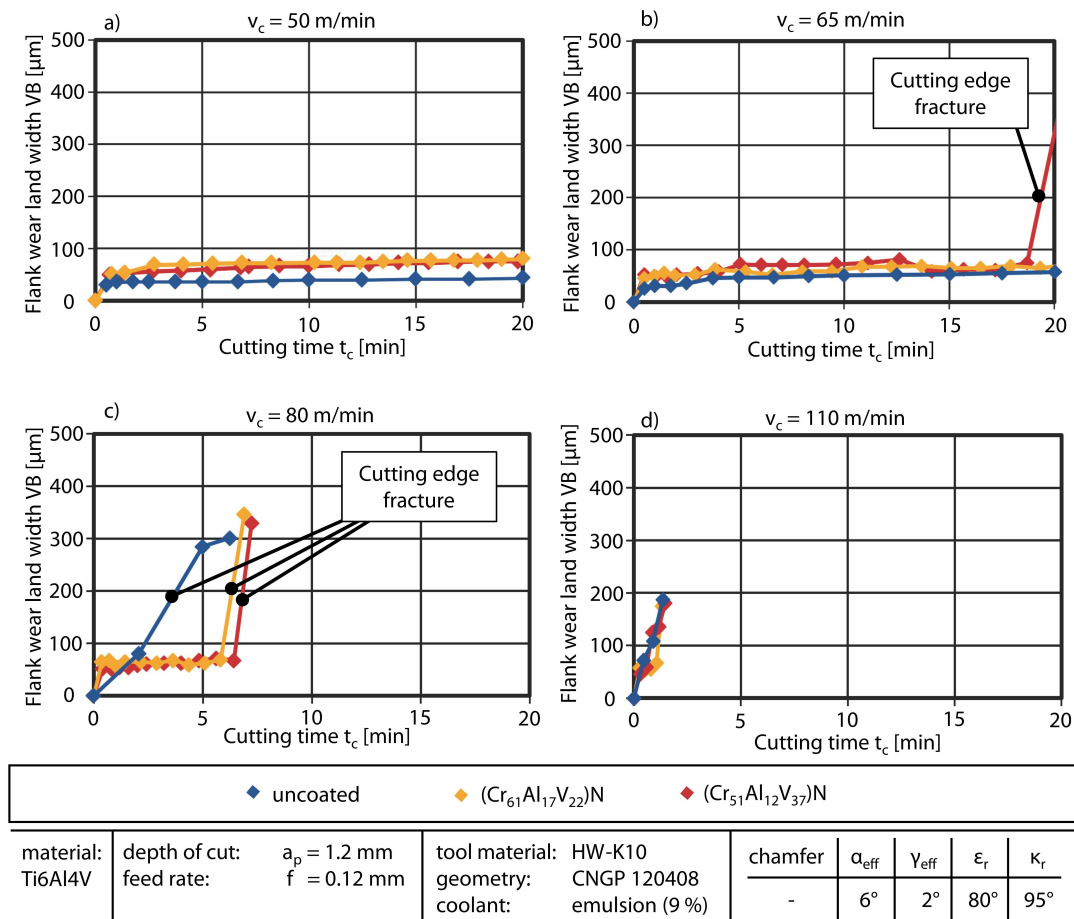 a) v_c = 50 m/min
Flank wear land width VB [µm]
500
400
300
200
100
0
0 5 10 15 20
Cutting time t_c [min]
b) v_c = 65 m/min
Flank wear land width VB [µm]
500
400
300
200
100
0
Cutting edge
fracture
0 5 10 15 20
Cutting time t_c [min]
c) v_c = 80 m/min
Flank wear land width VB [µm]
500
400
300
200
100
0
Cutting edge
fracture
0 5 10 15 20
Cutting time t_c [min]
d) v_c = 110 m/min
Flank wear land width VB [µm]
500
400
300
200
100
0
0 5 10 15 20
Cutting time t_c [min]
uncoated (Cr₆₁Al₁₇V₂₂)N (Cr₅₁Al₁₂V₃₇)N
material:
Ti6Al4V
depth of cut: a_p = 1.2 mm
feed rate: f = 0.12 mm
tool material: HW-K10
geometry: CNGP 120408
coolant: emulsion (9 %)
chamfer α_eff γ_eff ε_r κ_r
- 6° 2° 80° 95°